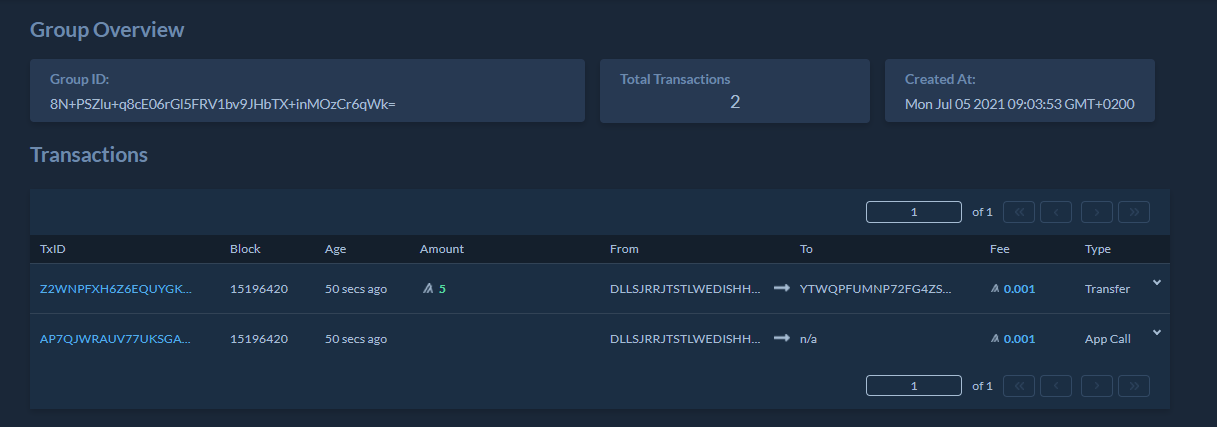 Group Overview
Group ID:
8N+PSZlu+q8cE06rGl5FRV1bv9JHbTX+inMOzCr6qWk=
Total Transactions
2
Created At:
Mon Jul 05 2021 09:03:53 GMT+0200
Transactions
1 of 1
TxID Block Age Amount From To Fee Type
Z2WNPFXH6Z6EQUYGK... 15196420 50 secs ago 5 DLLSJRRJTSTLWEDISHH... YTWQPFUMNP72FG4ZS... 0.001 Transfer
AP7QJWRAUV77UKSGA... 15196420 50 secs ago DLLSJRRJTSTLWEDISHH... n/a 0.001 App Call
1 of 1